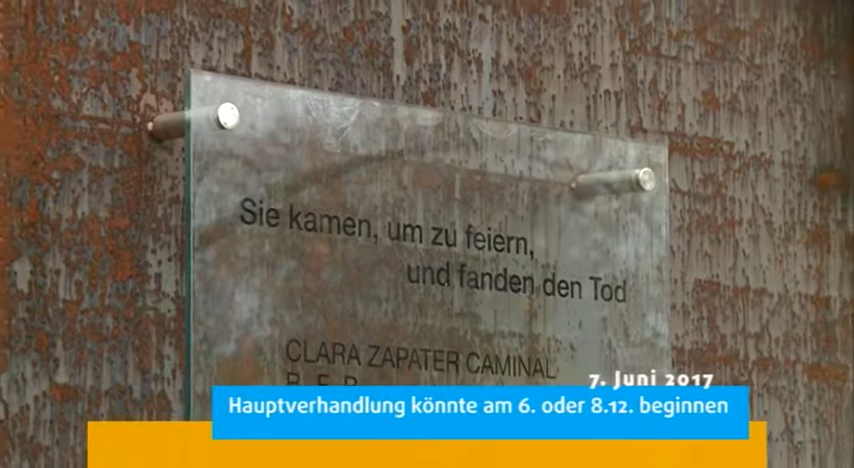 Sie kamen, um zu feiern,
und fanden den Tod
CLARA ZAPATER CAMINAL
7. Juni 2017
Hauptverhandlung könnte am 6. oder 8.12. beginnen